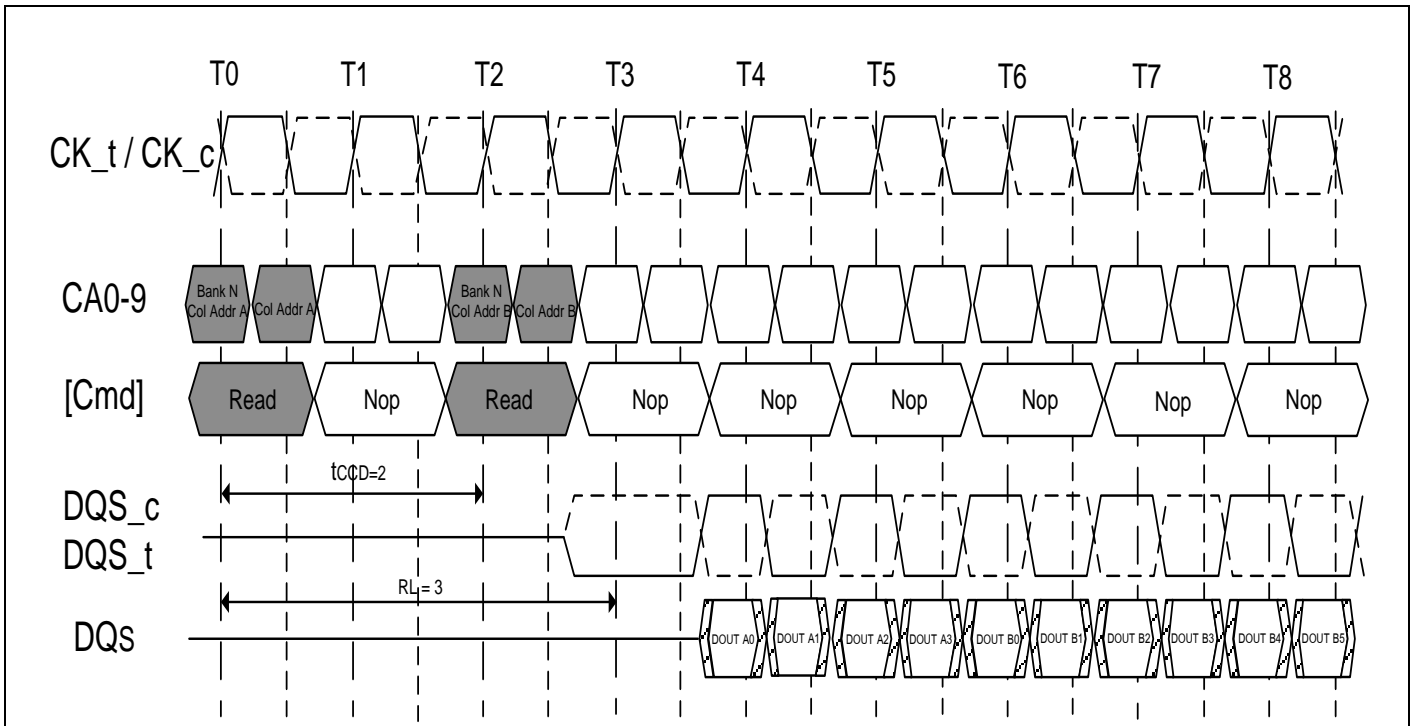 T0 T1 T2 T3 T4 T5 T6 T7 T8
CK_t / CK_c
CA0-9
Bank N
Col Addr A
Col Addr A
Bank N
Col Addr B
Col Addr B
[Cmd]
Read Nop Read Nop Nop Nop Nop Nop Nop
tCCD=2
DQS_c
DQS_t
RL = 3
DQs
DOUT A0 DOUT A1 DOUT A2 DOUT A3 DOUT B0 DOUT B1 DOUT B2 DOUT B3 DOUT B4 DOUT B5